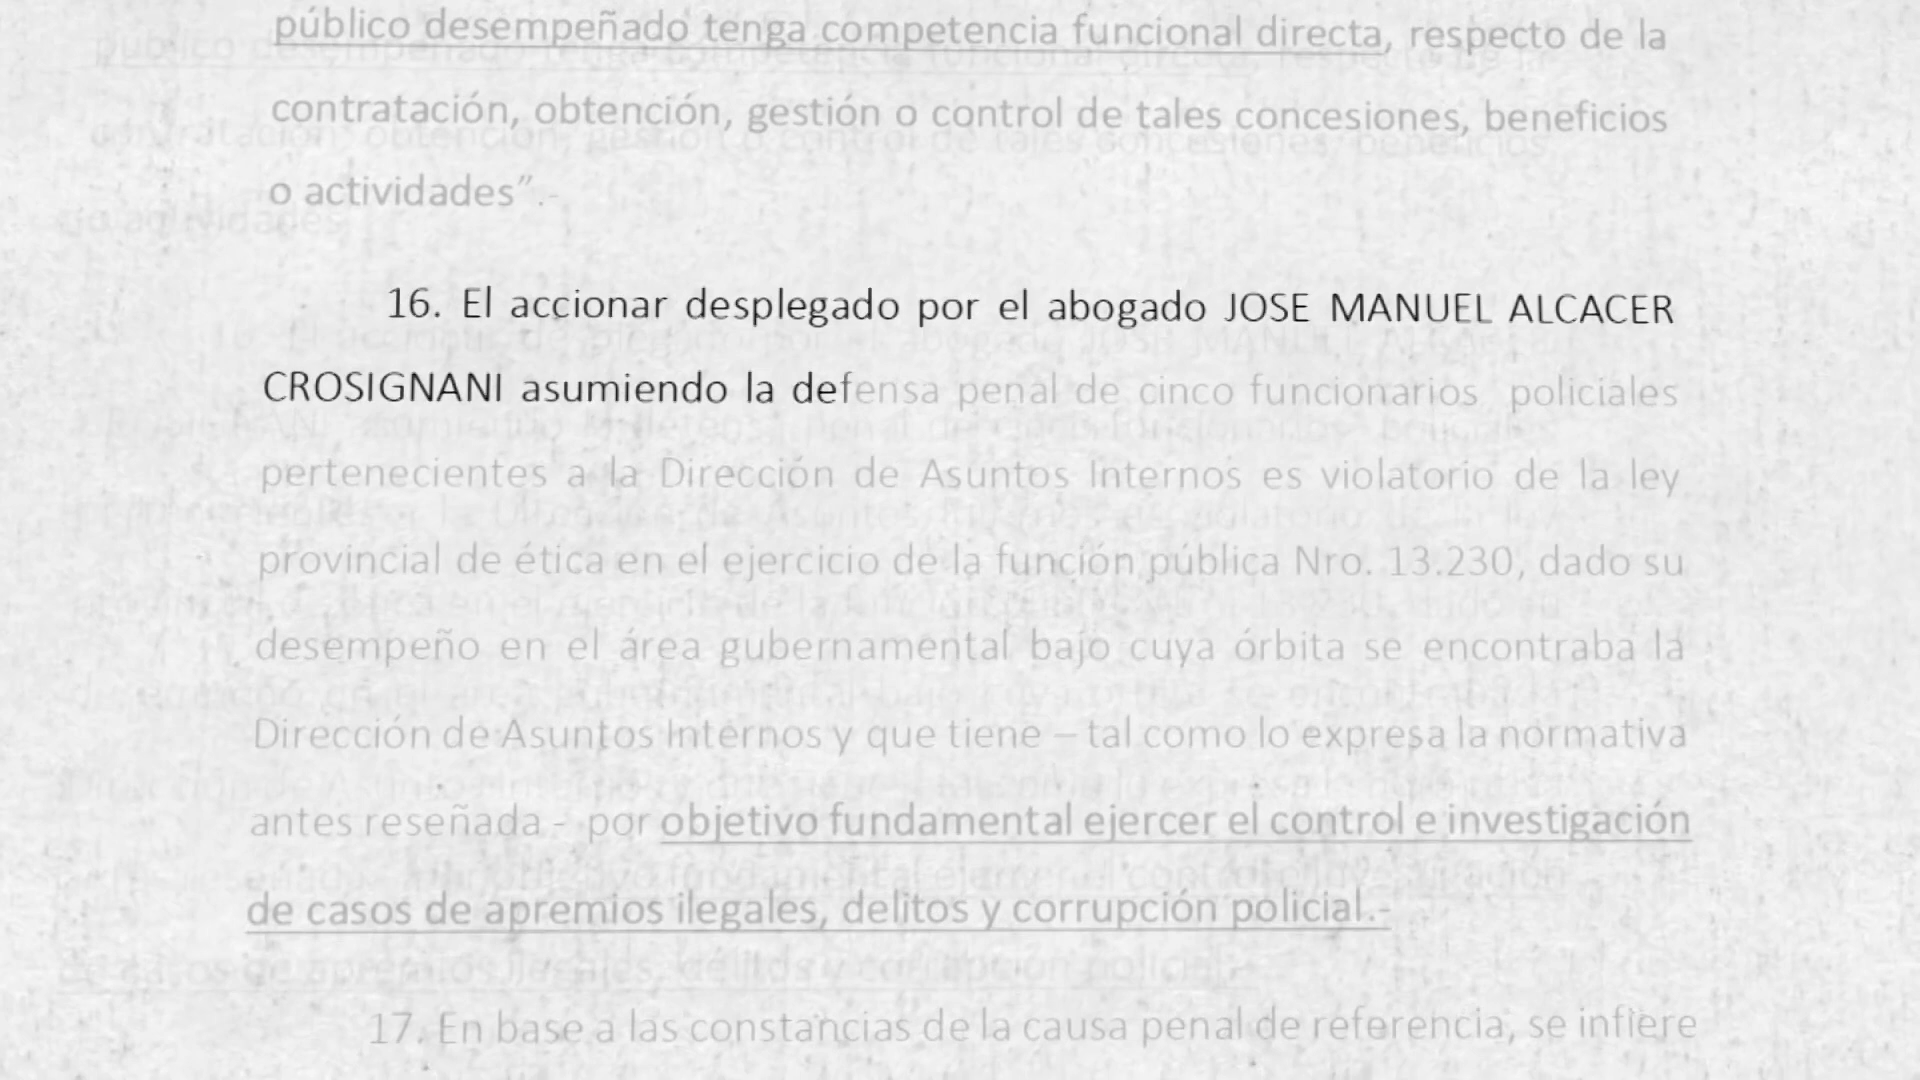 público desempeñado tenga competencia funcional directa, respecto de la
contratación, obtención, gestión o control de tales concesiones, beneficios
o actividades”.-
16. El accionar desplegado por el abogado JOSE MANUEL ALCACER
CROSIGNANI asumiendo la defensa penal de cinco funcionarios policiales
pertenecientes a la Dirección de Asuntos Internos es violatorio de la ley
provincial de ética en el ejercicio de la función pública Nro. 13.230, dado su
desempeño en el área gubernamental bajo cuya órbita se encontraba la
Dirección de Asuntos Internos y que tiene – tal como lo expresa la normativa
antes reseñada - por objetivo fundamental ejercer el control e investigación
de casos de apremios ilegales, delitos y corrupción policial.-
17. En base a las constancias de la causa penal de referencia, se infiere